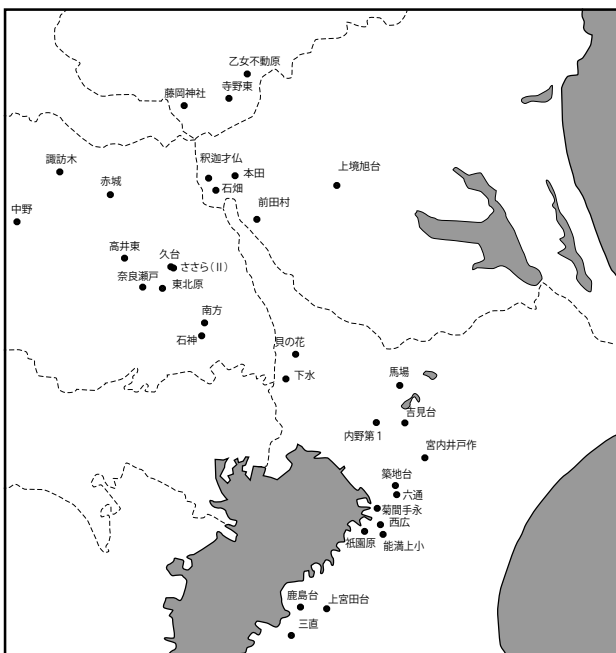 乙女不動原
寺野東
藤岡神社
諏訪木
釈迦才仏
本田
上境旭台
石畑
赤城
中野
前田村
高井東
久台
ささら(Ⅱ)
奈良瀬戸
東北原
南方
石神
貝の花
下水
馬場
吉見台
内野第1
宮内井戸作
築地台
六通
菊間手永
西広
祇園原
能満上小
鹿島台
上宮田台
三直